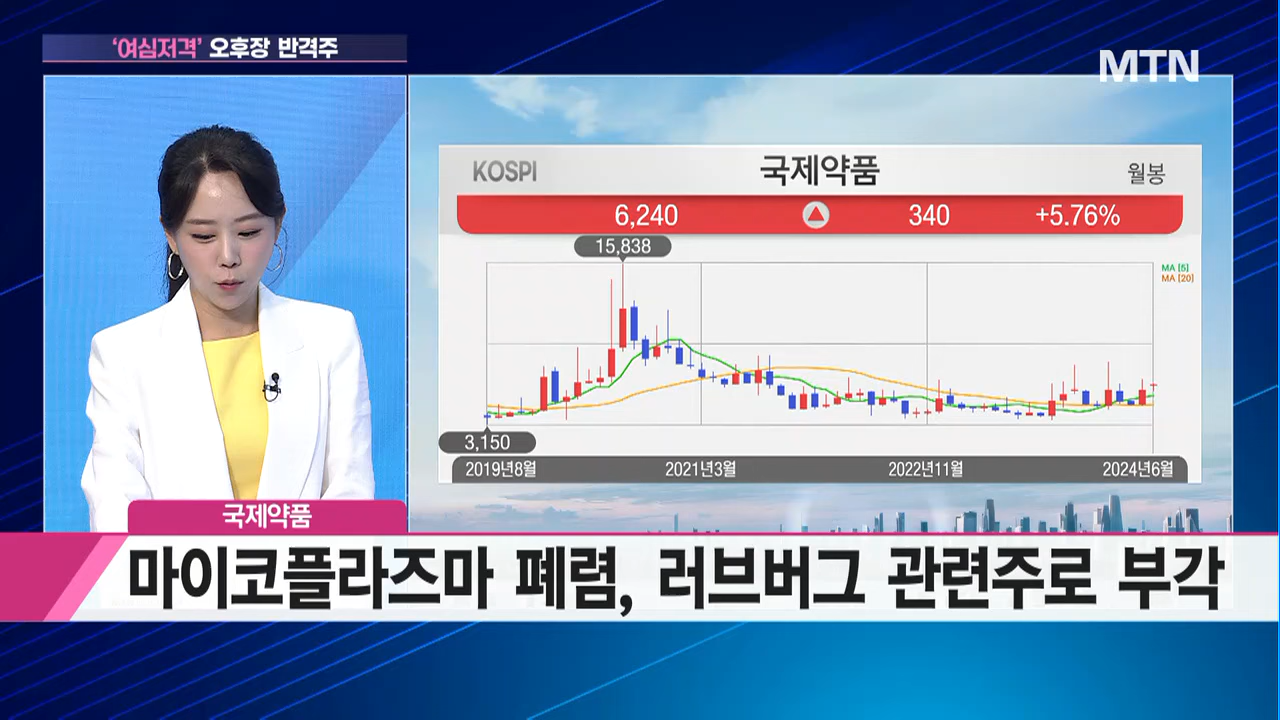 ‘여심저격’ 오후장 반격주
MTN
KOSPI 국제약품 월봉
6,240 340 +5.76%
15,838
MA [5]
MA [20]
3,150
2019년8월 2021년3월 2022년11월 2024년6월
국제약품
마이코플라즈마 폐렴, 러브버그 관련주로 부각